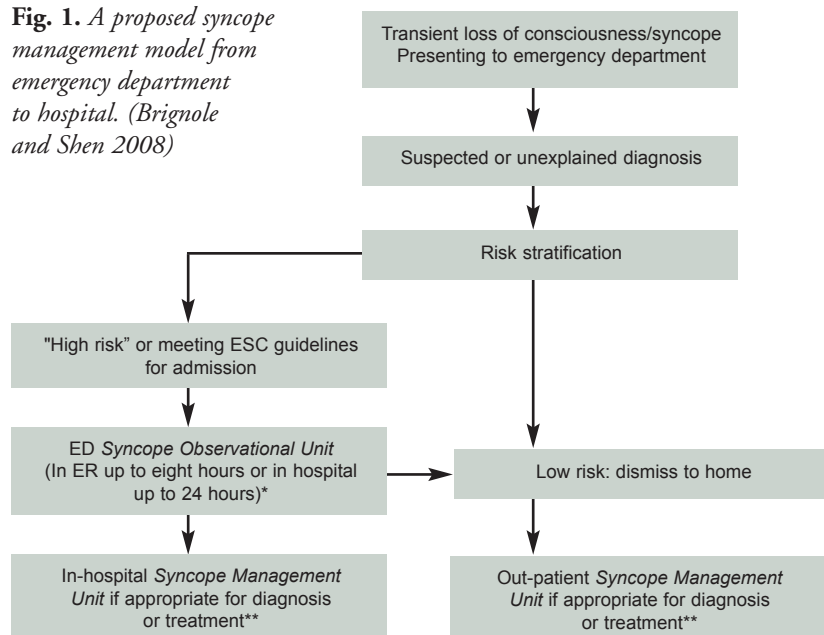 Fig. 1. A proposed syncope
management model from
emergency department
to hospital. (Brignole
and Shen 2008)
Transient loss of consciousness/syncope
Presenting to emergency department
Suspected or unexplained diagnosis
Risk stratification
"High risk” or meeting ESC guidelines
for admission
ED Syncope Observational Unit
(In ER up to eight hours or in hospital
up to 24 hours)*
Low risk: dismiss to home
In-hospital Syncope Management
Unit if appropriate for diagnosis
or treatment**
Out-patient Syncope Management
Unit if appropriate for diagnosis
or treatment**